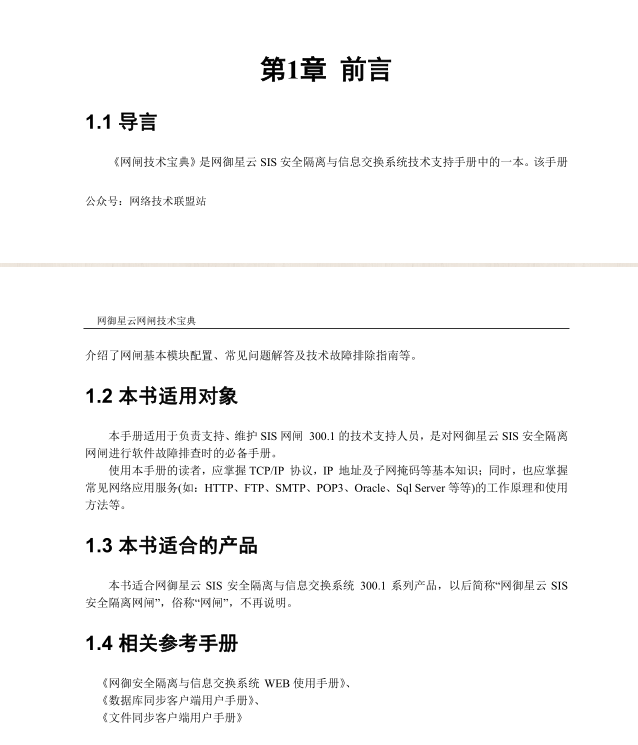 第1章 前言
1.1 导言
《网闸技术宝典》是网御星云 SIS 安全隔离与信息交换系统技术支持手册中的一本。该手册
公众号：网络技术联盟站
网御星云网闸技术宝典
介绍了网闸基本模块配置、常见问题解答及技术故障排除指南等。
1.2 本书适用对象
本手册适用于负责支持、维护 SIS 网闸 300.1 的技术支持人员，是对网御星云 SIS 安全隔离
网闸进行软件故障排查时的必备手册。
使用本手册的读者，应掌握 TCP/IP 协议，IP 地址及子网掩码等基本知识；同时，也应掌握
常见网络应用服务(如：HTTP、FTP、SMTP、POP3、Oracle、Sql Server 等等)的工作原理和使用
方法等。
1.3 本书适合的产品
本书适合网御星云 SIS 安全隔离与信息交换系统 300.1 系列产品，以后简称“网御星云 SIS
安全隔离网闸”，俗称“网闸”，不再说明。
1.4 相关参考手册
《网御安全隔离与信息交换系统 WEB 使用手册》、
《数据库同步客户端用户手册》、
《文件同步客户端用户手册》